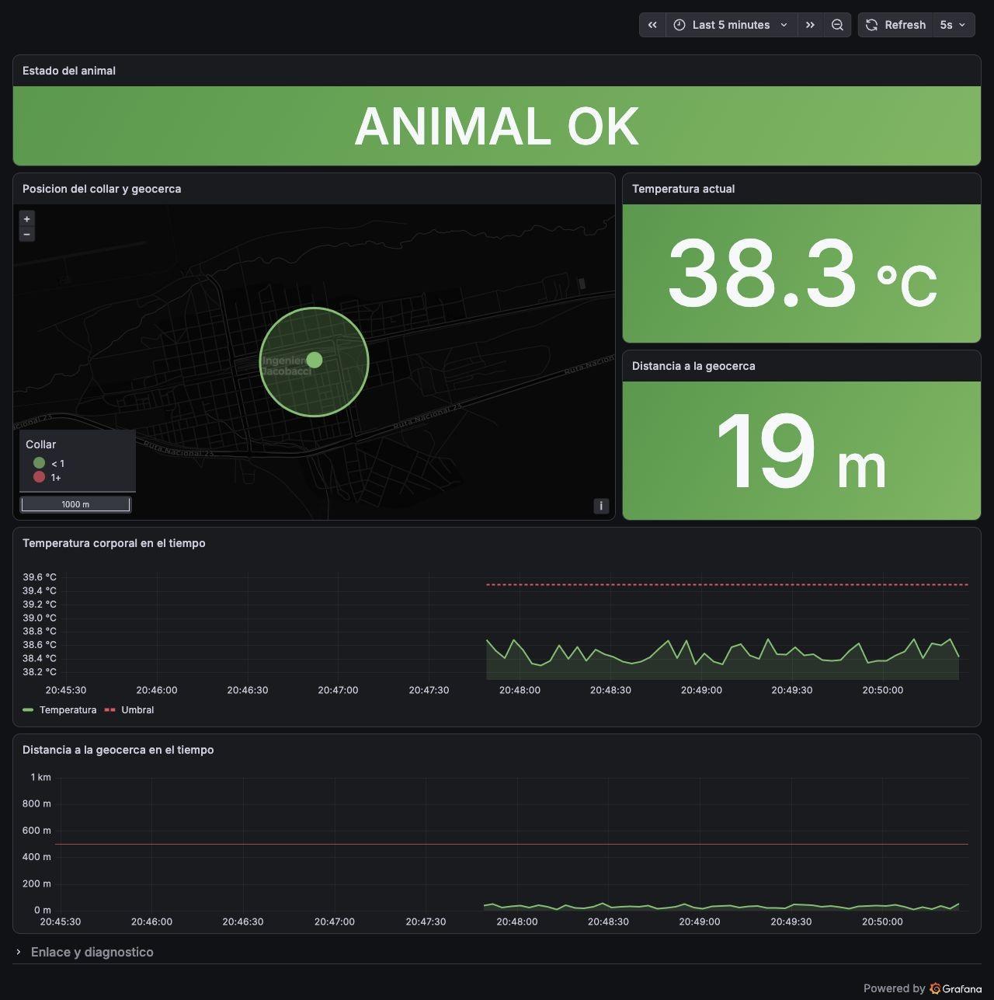 Last 5 minutes
Refresh
5s
Estado del animal
ANIMAL OK
Posicion del collar y geocerca
+
−
Ingeniero
Jacobacci
Ruta Nacional 23
Ruta Nacional 23
Collar
< 1
1+
1000 m
i
Temperatura actual
38.3 °C
Distancia a la geocerca
19 m
Temperatura corporal en el tiempo
39.6 °C
39.4 °C
39.2 °C
39.0 °C
38.8 °C
38.6 °C
38.4 °C
38.2 °C
20:45:30 20:46:00 20:46:30 20:47:00 20:47:30 20:48:00 20:48:30 20:49:00 20:49:30 20:50:00
Temperatura Umbral
Distancia a la geocerca en el tiempo
1 km
800 m
600 m
400 m
200 m
0 m
20:45:30 20:46:00 20:46:30 20:47:00 20:47:30 20:48:00 20:48:30 20:49:00 20:49:30 20:50:00
Enlace y diagnostico
Powered by Grafana